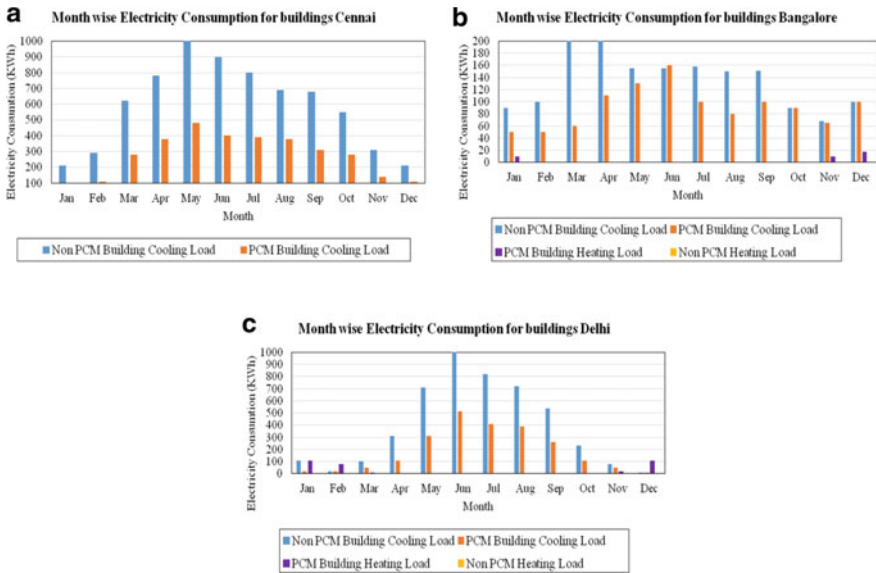 a
Month wise Electricity Consumption for buildings Cennai
Electricity Consumtion (KWh)
1000
900
800
700
600
500
400
300
200
100
Jan Feb Mar Apr May Jun Jul Aug Sep Oct Nov Dec
Month
Non PCM Building Cooling Load PCM Building Cooling Load
b
Month wise Electricity Consumption for buildings Bangalore
Electricity Consumtion (KWh)
200
180
160
140
120
100
80
60
40
20
0
Jan Feb Mar Apr May Jun Jul Aug Sep Oct Nov Dec
Month
Non PCM Building Cooling Load PCM Building Cooling Load
PCM Building Heating Load Non PCM Heating Load
c
Month wise Electricity Consumption for buildings Delhi
Electricity Consumtion (KWh)
1000
900
800
700
600
500
400
300
200
100
0
Jan Feb Mar Apr May Jun Jul Aug Sep Oct Nov Dec
Month
Non PCM Building Cooling Load PCM Building Cooling Load
PCM Building Heating Load Non PCM Heating Load